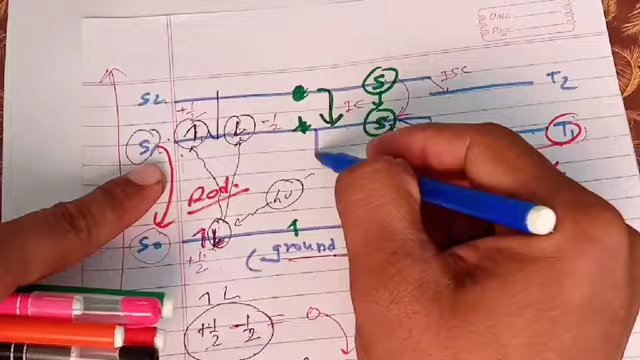 Date
Page
S2
ISC
T2
+1/2
-1/2
IC
S1
T1
Rad.
hν
S0
+1/2
(ground
1 L
+1/2 -1/2